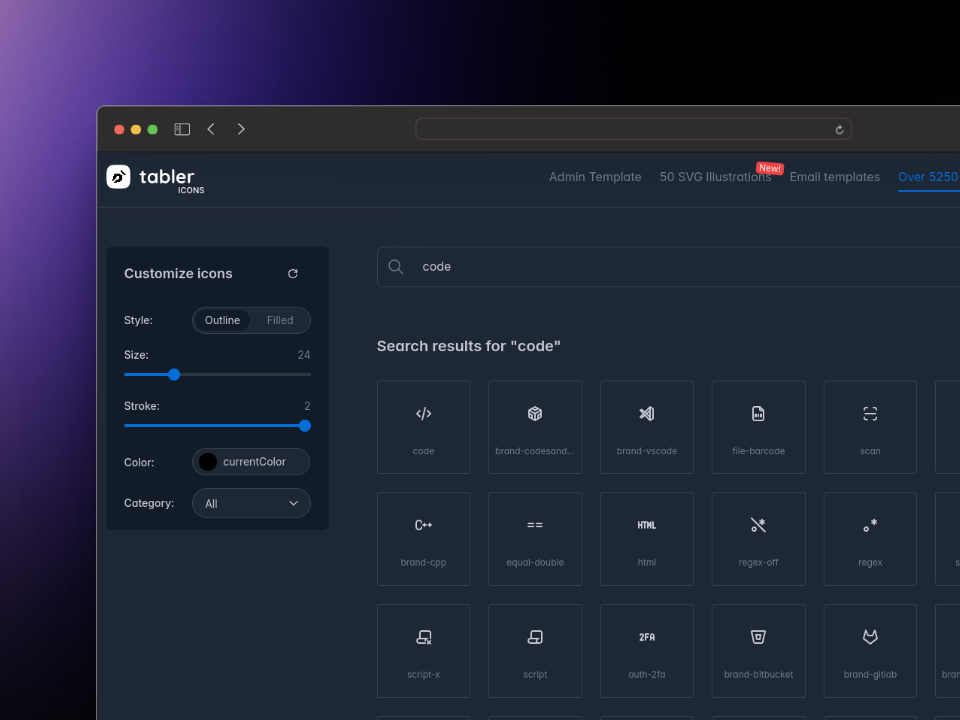 tabler
ICONS
Admin Template
50 SVG Illustrations
New!
Email templates
Over 5250
Customize icons
Style:
Outline
Filled
Size:
24
Stroke:
2
Color:
currentColor
Category:
All
code
Search results for "code"
code
brand-codesand...
brand-vscode
file-barcode
scan
C++
brand-cpp
==
equal-double
HTML
html
regex-off
regex
s
script-x
script
2FA
auth-2fa
brand-bitbucket
brand-gitlab
bran